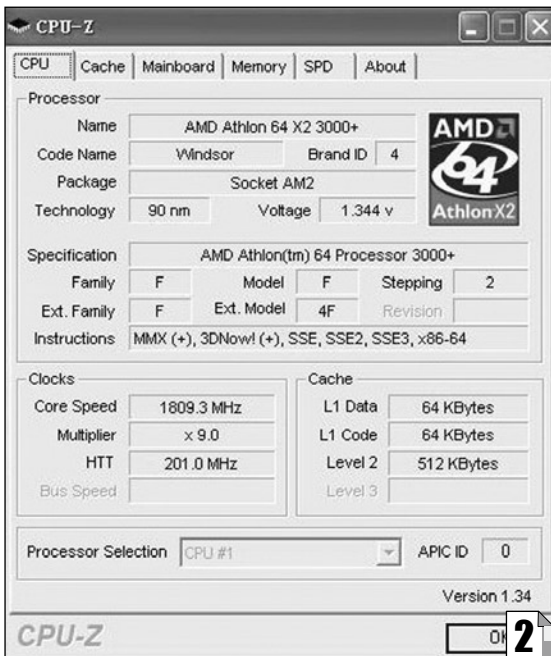 CPU-Z
CPU Cache Mainboard Memory SPD About
Processor
Name AMD Athlon 64 X2 3000+
Code Name Windsor Brand ID 4
Package Socket AM2
Technology 90 nm Voltage 1.344 v
AMD
64
Athlon X2
Specification AMD Athlon(tm) 64 Processor 3000+
Family F Model F Stepping 2
Ext. Family F Ext. Model 4F Revision
Instructions MMX (+), 3DNow! (+), SSE, SSE2, SSE3, x86-64
Clocks
Core Speed 1809.3 MHz
Multiplier × 9.0
HTT 201.0 MHz
Bus Speed
Cache
L1 Data 64 KBytes
L1 Code 64 KBytes
Level 2 512 KBytes
Level 3
Processor Selection CPU #1 APIC ID 0
Version 1.34
CPU-Z
2